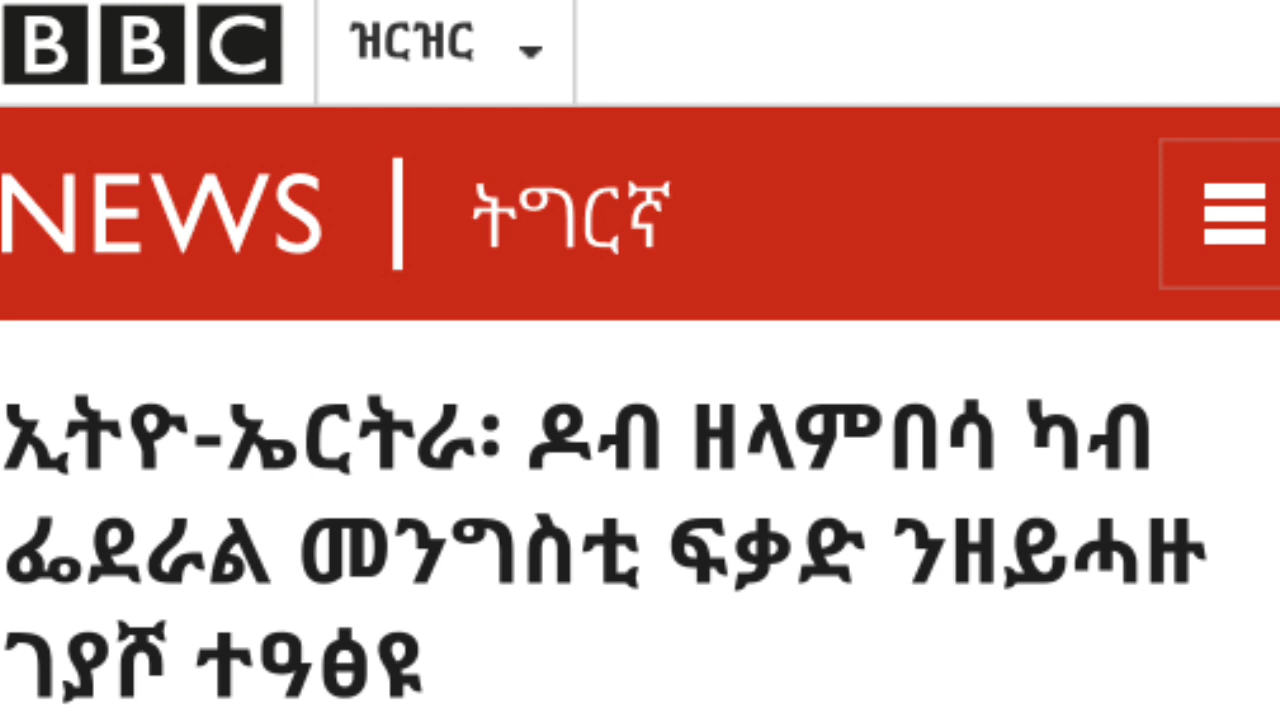 BBC ዝርዝር
NEWS | ትግርኛ
ኢትዮ-ኤርትራ፡ ዶብ ዘላምበሳ ካብ
ፌደራል መንግስቲ ፍቃድ ንዘይሓዙ
ገያሾ ተዓፅዩ